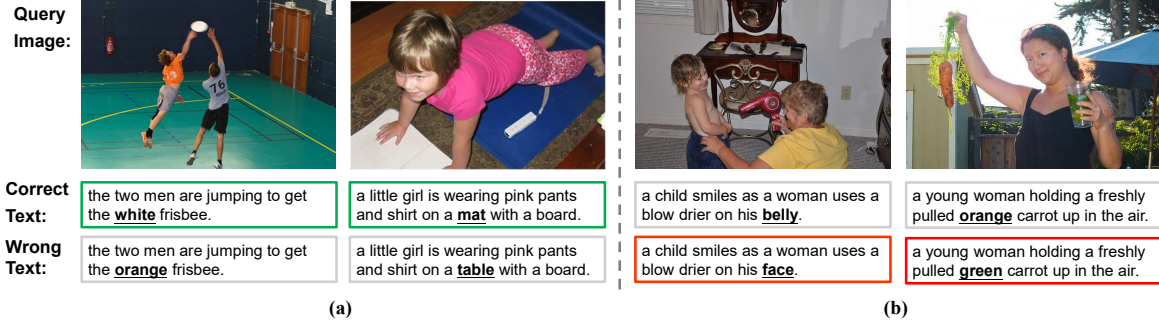 Query
Image:
76
Correct
Text:
the two men are jumping to get
the white frisbee.
a little girl is wearing pink pants
and shirt on a mat with a board.
a child smiles as a woman uses a
blow drier on his belly.
a young woman holding a freshly
pulled orange carrot up in the air.
Wrong
Text:
the two men are jumping to get
the orange frisbee.
a little girl is wearing pink pants
and shirt on a table with a board.
a child smiles as a woman uses a
blow drier on his face.
a young woman holding a freshly
pulled green carrot up in the air.
(a)
(b)